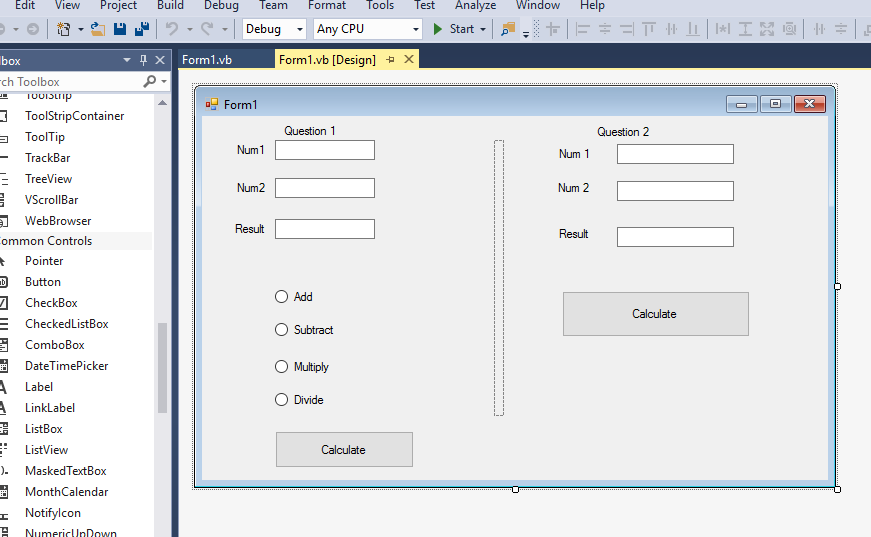 Edit View Project Build Debug Team Format Tools Test Analyze Window Help
Debug Any CPU Start
Form1.vb Form1.vb [Design]
lbox
rch Toolbox
ToolStrip
ToolStripContainer
ToolTip
TrackBar
TreeView
VScrollBar
WebBrowser
ommon Controls
Pointer
Button
CheckBox
CheckedListBox
ComboBox
DateTimePicker
Label
LinkLabel
ListBox
ListView
MaskedTextBox
MonthCalendar
NotifyIcon
NumericUpDown
Form1
Question 1
Num1
Num2
Result
Add
Subtract
Multiply
Divide
Calculate
Question 2
Num 1
Num 2
Result
Calculate